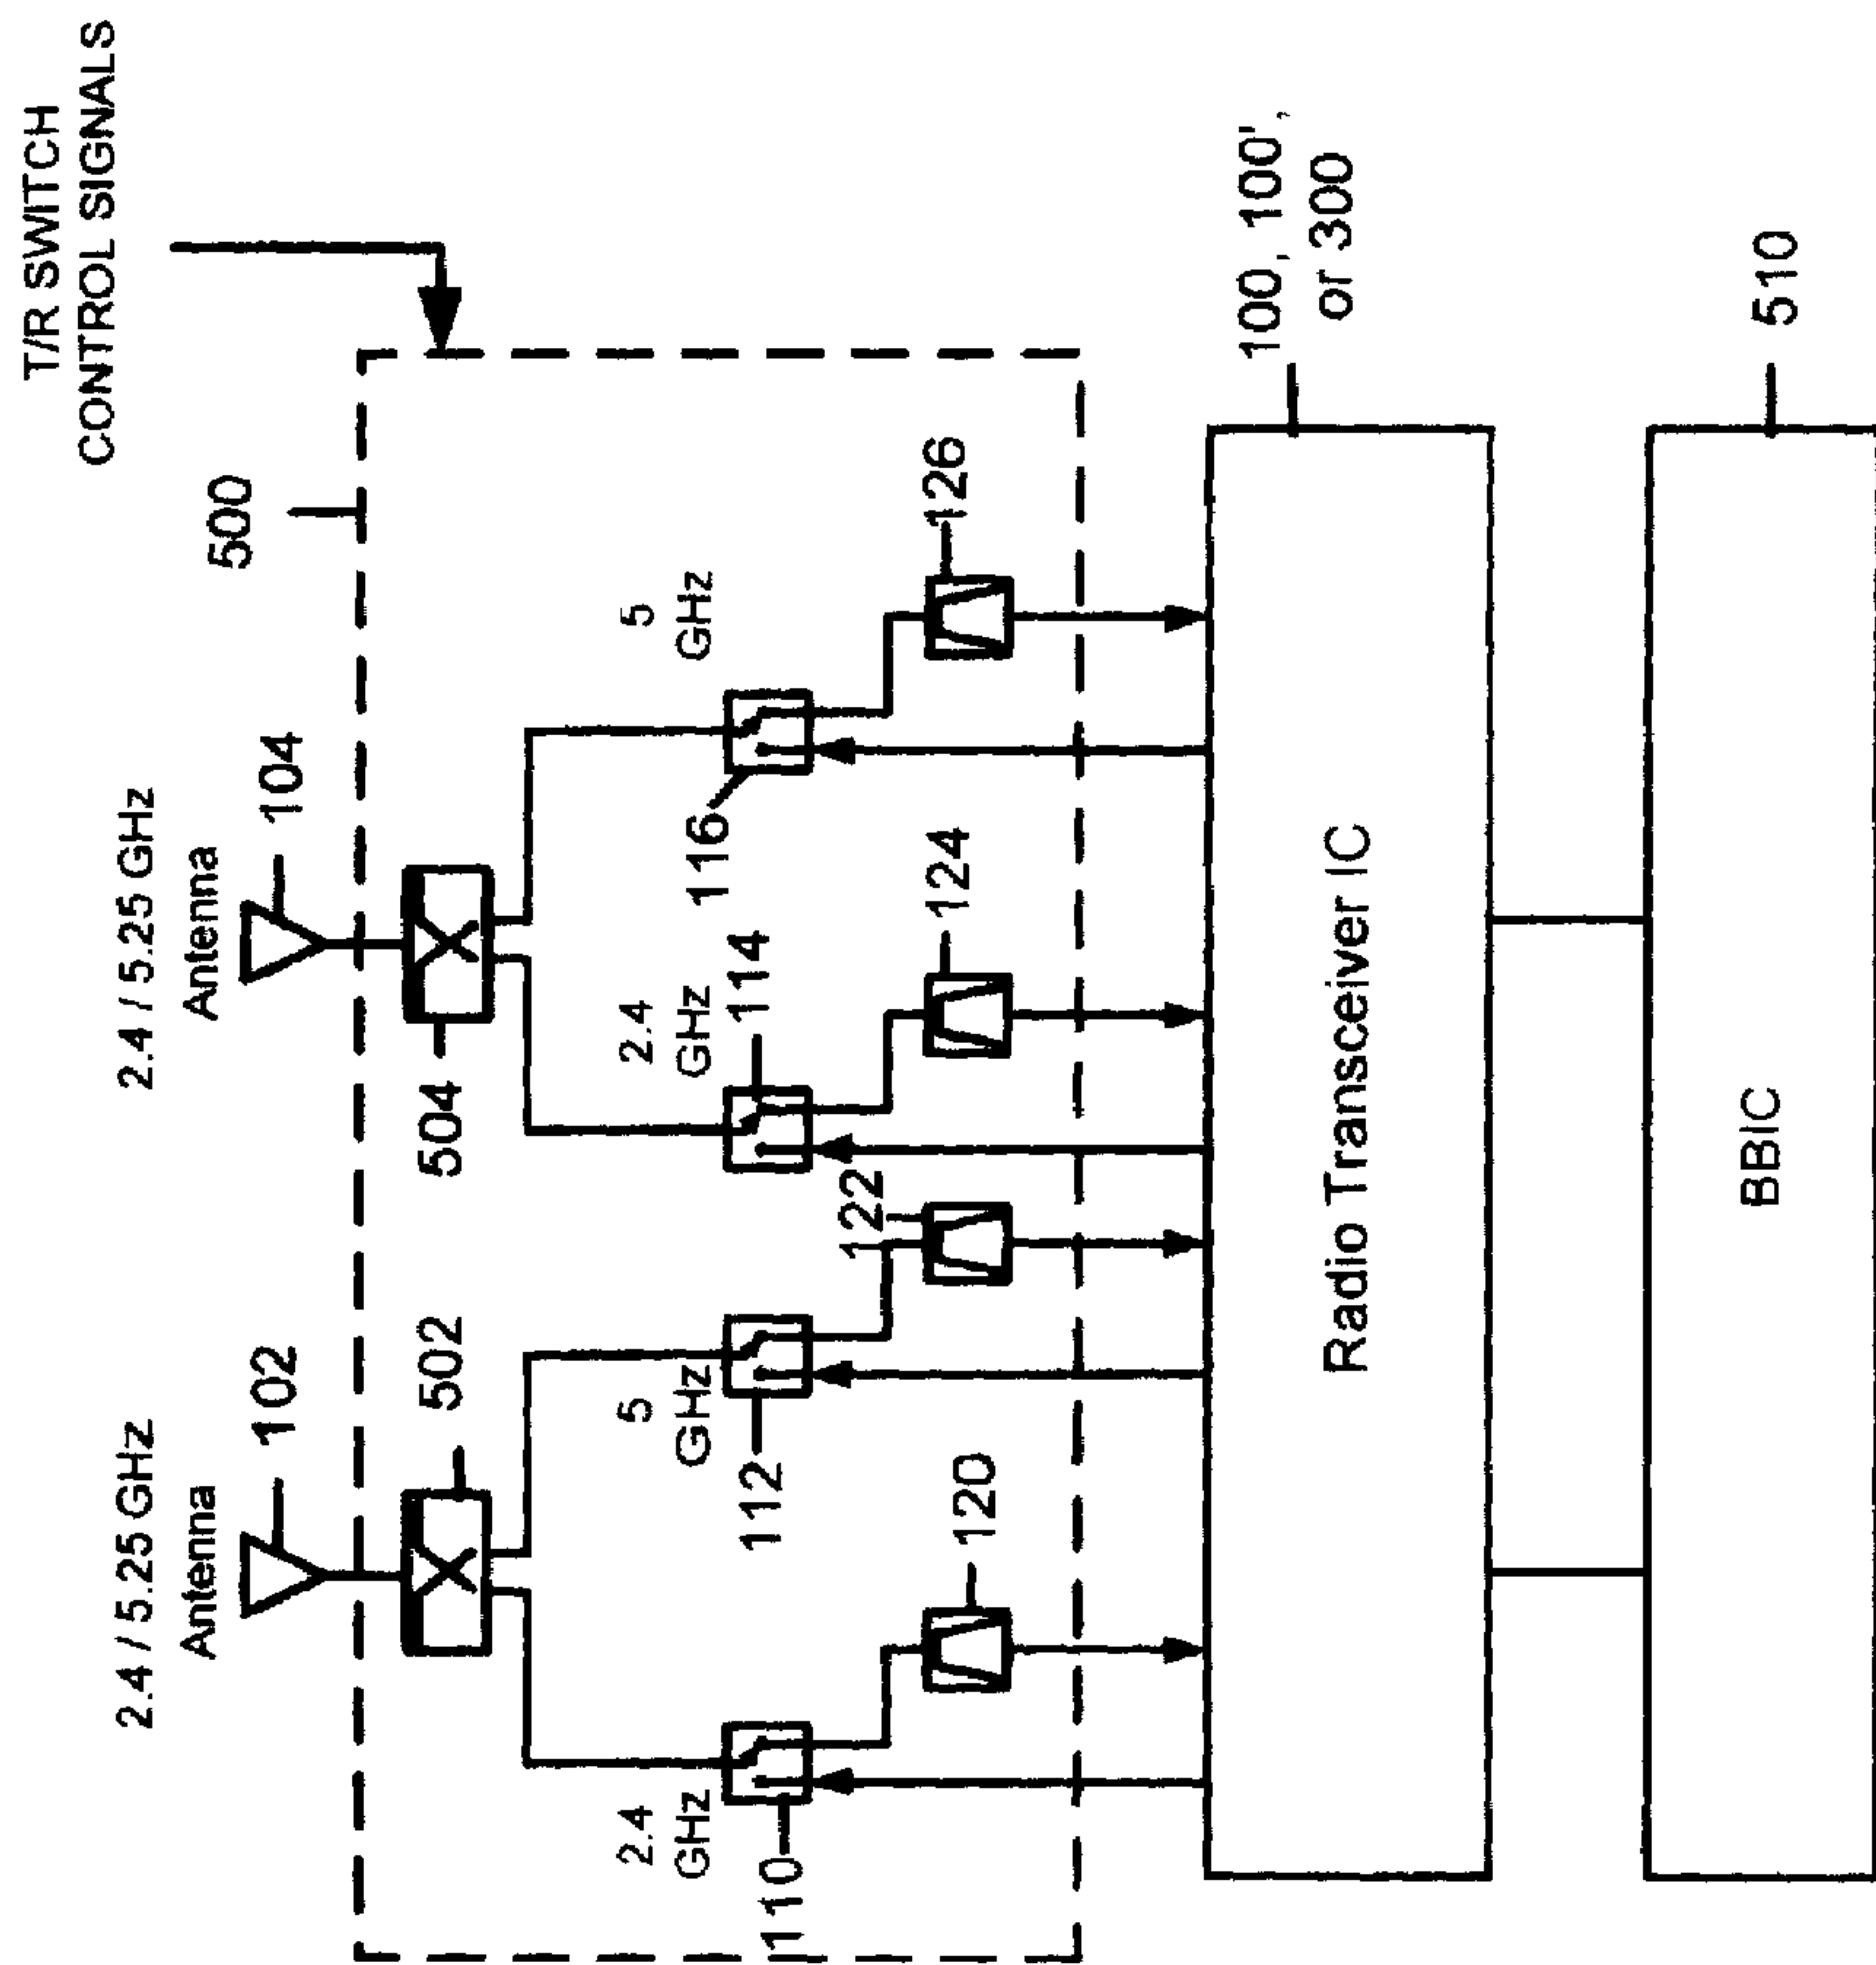 T/R SWITCH
CONTROL SIGNALS
2.4 / 5.25 GHz
Antenna
102
2.4 / 5.25 GHz
Antenna
104
500
502
504
2.4
GHz
110
5
GHz
112
2.4
GHz
114
5
GHz
116
120
122
124
126
Radio Transceiver IC
100, 100',
or 300
BBIC
510